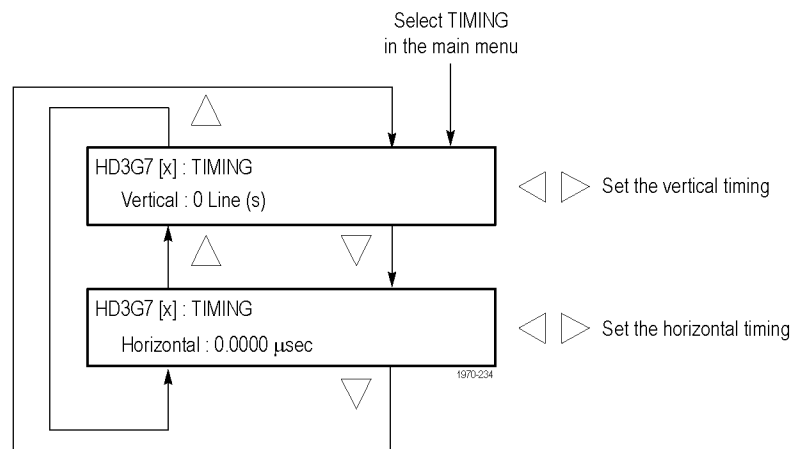 Select TIMING
in the main menu
HD3G7 [x] : TIMING
Vertical : 0 Line (s)
Set the vertical timing
HD3G7 [x] : TIMING
Horizontal : 0.0000 µsec
Set the horizontal timing
1970-234